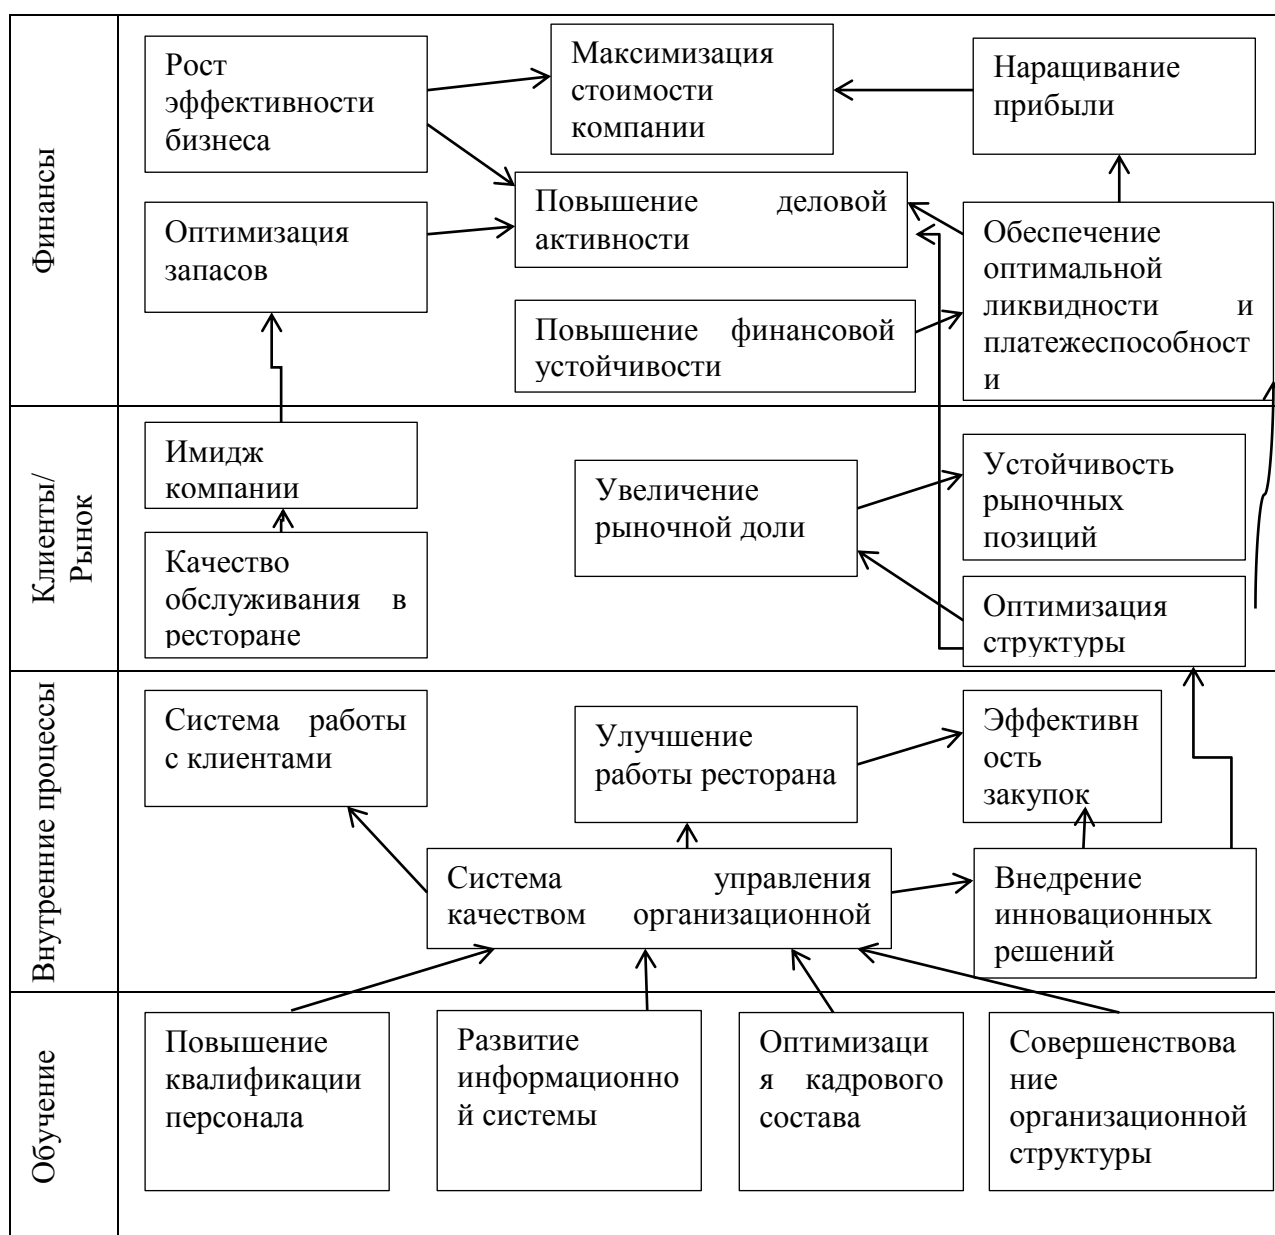 Финансы
Рост
эффективности
бизнеса
Максимизация
стоимости
компании
Наращивание
прибыли
Оптимизация
запасов
Повышение деловой
активности
Обеспечение
оптимальной
ликвидности и
платежеспособност
и
Повышение финансовой
устойчивости
Клиенты/
Рынок
Имидж
компании
Качество
обслуживания в
ресторане
Увеличение
рыночной доли
Устойчивость
рыночных
позиций
Оптимизация
структуры
Внутренние процессы
Система работы
с клиентами
Улучшение
работы ресторана
Эффективн
ость
закупок
Система управления
качеством организационной
Внедрение
инновационных
решений
Обучение
Повышение
квалификации
персонала
Развитие
информационно
й системы
Оптимизаци
я кадрового
состава
Совершенствова
ние
организационной
структуры